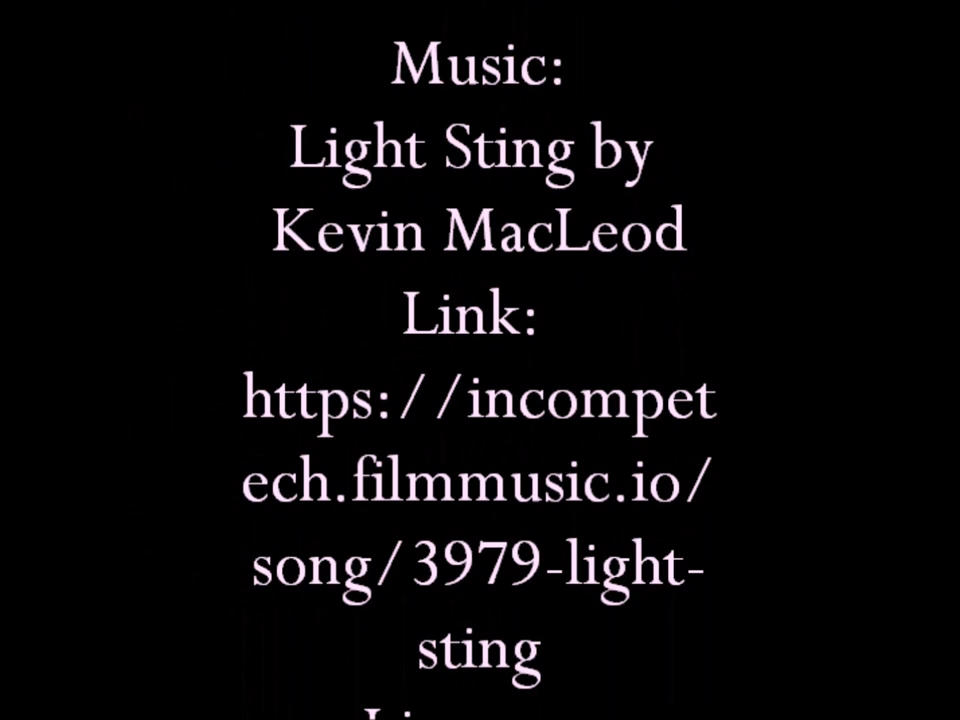 Music:
Light Sting by
Kevin MacLeod
Link:
https://incompet
ech.filmmusic.io/
song/3979-light-
sting